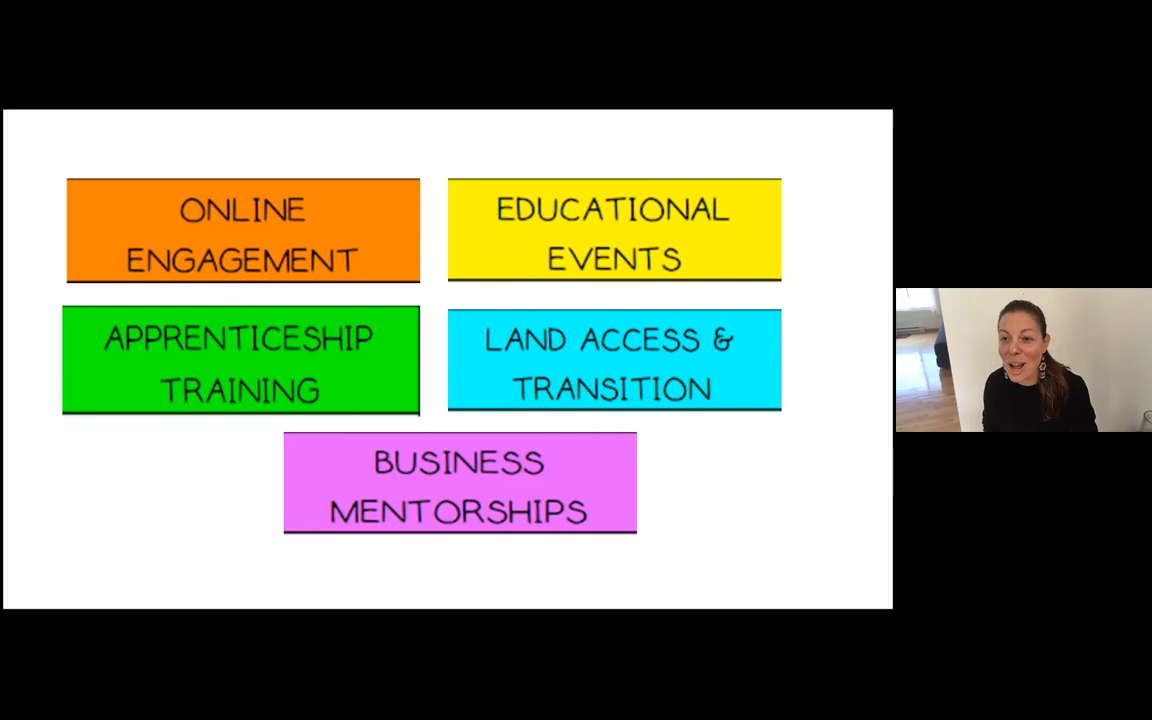 ONLINE
ENGAGEMENT
EDUCATIONAL
EVENTS
APPRENTICESHIP
TRAINING
LAND ACCESS &
TRANSITION
BUSINESS
MENTORSHIPS